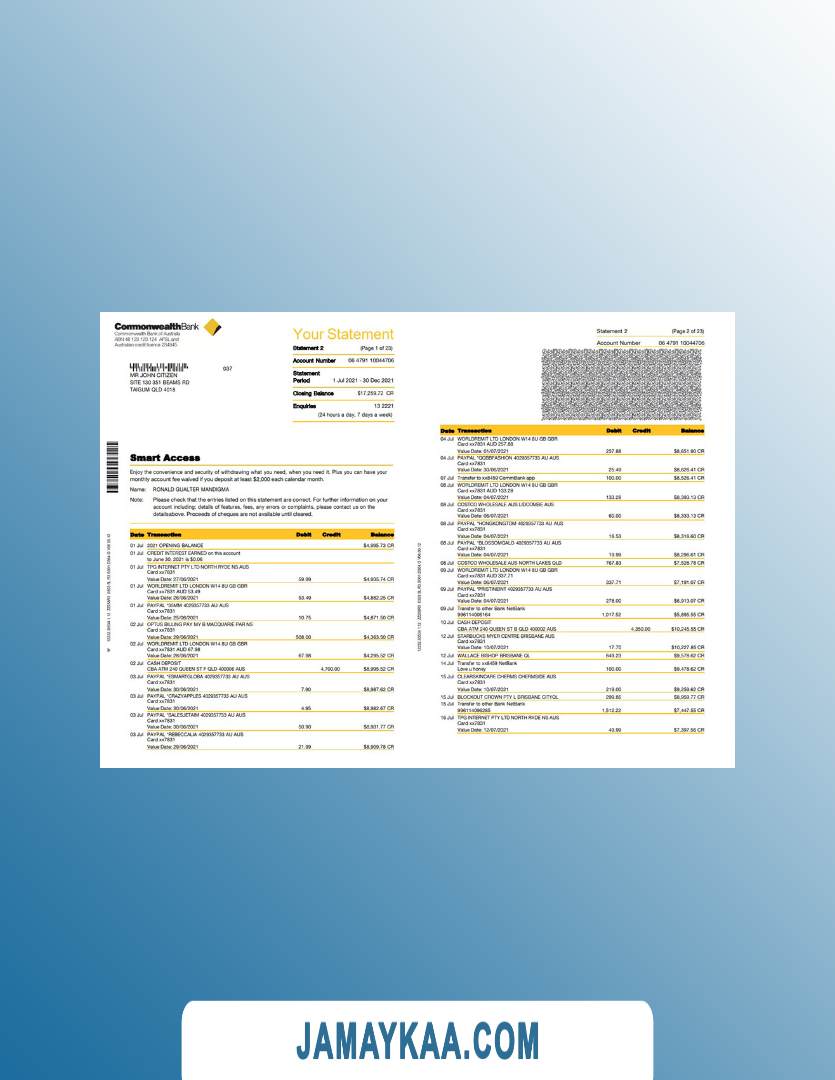 CommonwealthBank
Commonwealth Bank of Australia
ABN 48 123 123 124 AFSL and
Australian credit licence 234945
037
MR JOHN CITIZEN
SITE 130 351 BEAMS RD
TAIGUM QLD 4018
Your Statement
Statement 2 (Page 1 of 23)
Account Number 06 4791 10044706
Statement
Period 1 Jul 2021 - 30 Dec 2021
Closing Balance $17,259.72 CR
Enquiries 13 2221
(24 hours a day, 7 days a week)
Smart Access
Enjoy the convenience and security of withdrawing what you need, when you need it. Plus you can have your
monthly account fee waived if you deposit at least $2,000 each calendar month.
Name: RONALD QUALTER MANDIGMA
Note: Please check that the entries listed on this statement are correct. For further information on your
account including: details of features, fees, any errors or complaints, please contact us on the
detailsabove. Proceeds of cheques are not available until cleared.
Date Transaction Debit Credit Balance
01 Jul 2021 OPENING BALANCE $4,995.73 CR
01 Jul CREDIT INTEREST EARNED on this account
to June 30, 2021 is $0.06
01 Jul TPG INTERNET PTY LTD NORTH RYDE NS AUS
Card xx7831
Value Date: 27/06/2021 59.99 $4,935.74 CR
01 Jul WORLDREMIT LTD LONDON W14 8U GB GBR
Card xx7831 AUD 53.49
Value Date: 26/06/2021 53.49 $4,882.25 CR
01 Jul
Card xx7831
Value Date: 25/06/2021 10.75 $4,871.50 CR
02 Jul OPTUS BILLING PAY MY B MACQUARIE PAR NS
Card xx7831
Value Date: 29/06/2021 508.00 $4,363.50 CR
02 Jul WORLDREMIT LTD LONDON W14 8U GB GBR
Card xx7831 AUD 67.98
Value Date: 28/06/2021 67.98 $4,295.52 CR
02 Jul CASH DEPOSIT
CBA ATM 240 QUEEN ST F QLD 400006 AUS 4,700.00 $8,995.52 CR
03 Jul
Card xx7831
Value Date: 30/06/2021 7.90 $8,987.62 CR
03 Jul PAYPAL *CRAZYAPPLES 4029357733 AU AUS
Card xx7831
Value Date: 30/06/2021 4.95 $8,982.67 CR
03 Jul PAYPAL *SALESJETAIM 4029357733 AU AUS
Card xx7831
Value Date: 30/06/2021 50.90 $8,931.77 CR
03 Jul PAYPAL *REBECCALIA 4029357733 AU AUS
Card xx7831
Value Date: 29/06/2021 21.99 $8,909.78 CR
Statement 2 (Page 2 of 23)
Account Number 06 4791 10044706
Date Transaction Debit Credit Balance
04 Jul WORLDREMIT LTD LONDON W14 8U GB GBR
Card xx7831 AUD 257.88
Value Date: 01/07/2021 257.88 $8,651.90 CR
04 Jul PAYPAL 4029357733 AU AUS
Card xx7831
Value Date: 30/06/2021 25.49 $8,626.41 CR
07 Jul Transfer to xx8459 CommBank app 100.00 $8,526.41 CR
08 Jul WORLDREMIT LTD LONDON W14 8U GB GBR
Card xx7831 AUD 133.28
Value Date: 04/07/2021 133.28 $8,393.13 CR
08 Jul COSTCO WHOLESALE AUS LIDCOMBE AUS
Card xx7831
Value Date: 06/07/2021 60.00 $8,333.13 CR
08 Jul PAYPAL *HONGKONGTOM 4029357733 AU AUS
Card xx7831
Value Date: 04/07/2021 16.53 $8,316.60 CR
08 Jul PAYPAL 4029357733 AU AUS
Card xx7831
Value Date: 04/07/2021 19.99 $8,296.61 CR
08 Jul COSTCO WHOLESALE AUS NORTH LAKES QLD 767.83 $7,528.78 CR
09 Jul WORLDREMIT LTD LONDON W14 8U GB GBR
Card xx7831 AUD 337.71
Value Date: 06/07/2021 337.71 $7,191.07 CR
09 Jul
Card xx7831
Value Date: 04/07/2021 278.00 $6,913.07 CR
09 Jul Transfer to other Bank NetBank
1,017.52 $5,895.55 CR
10 Jul CASH DEPOSIT
CBA ATM 240 QUEEN ST B QLD 400002 AUS 4,350.00 $10,245.55 CR
12 Jul STARBUCKS MYER CENTRE BRISBANE AUS
Card xx7831
Value Date: 10/07/2021 17.70 $10,227.85 CR
12 Jul WALLACE BISHOP BRISBANE QL $9,578.62 CR
14 Jul Transfer to xx8459 NetBank
Love u honey 100.00 $9,478.62 CR
15 Jul CLEARSKINCARE CHERMS CHERMSIDE AUS
Card xx7831
Value Date: 10/07/2021 219.00 $9,259.62 CR
15 Jul BLOCKOUT CROWN PTY L BRISBANE CITYQL $8,959.77 CR
15 Jul Transfer to other Bank NetBank
1,512.22 $7,447.55 CR
16 Jul TPG INTERNET PTY LTD NORTH RYDE NS AUS
Card xx7831
Value Date: 12/07/2021 49.99 $7,397.56 CR
JAMAYKAA.COM